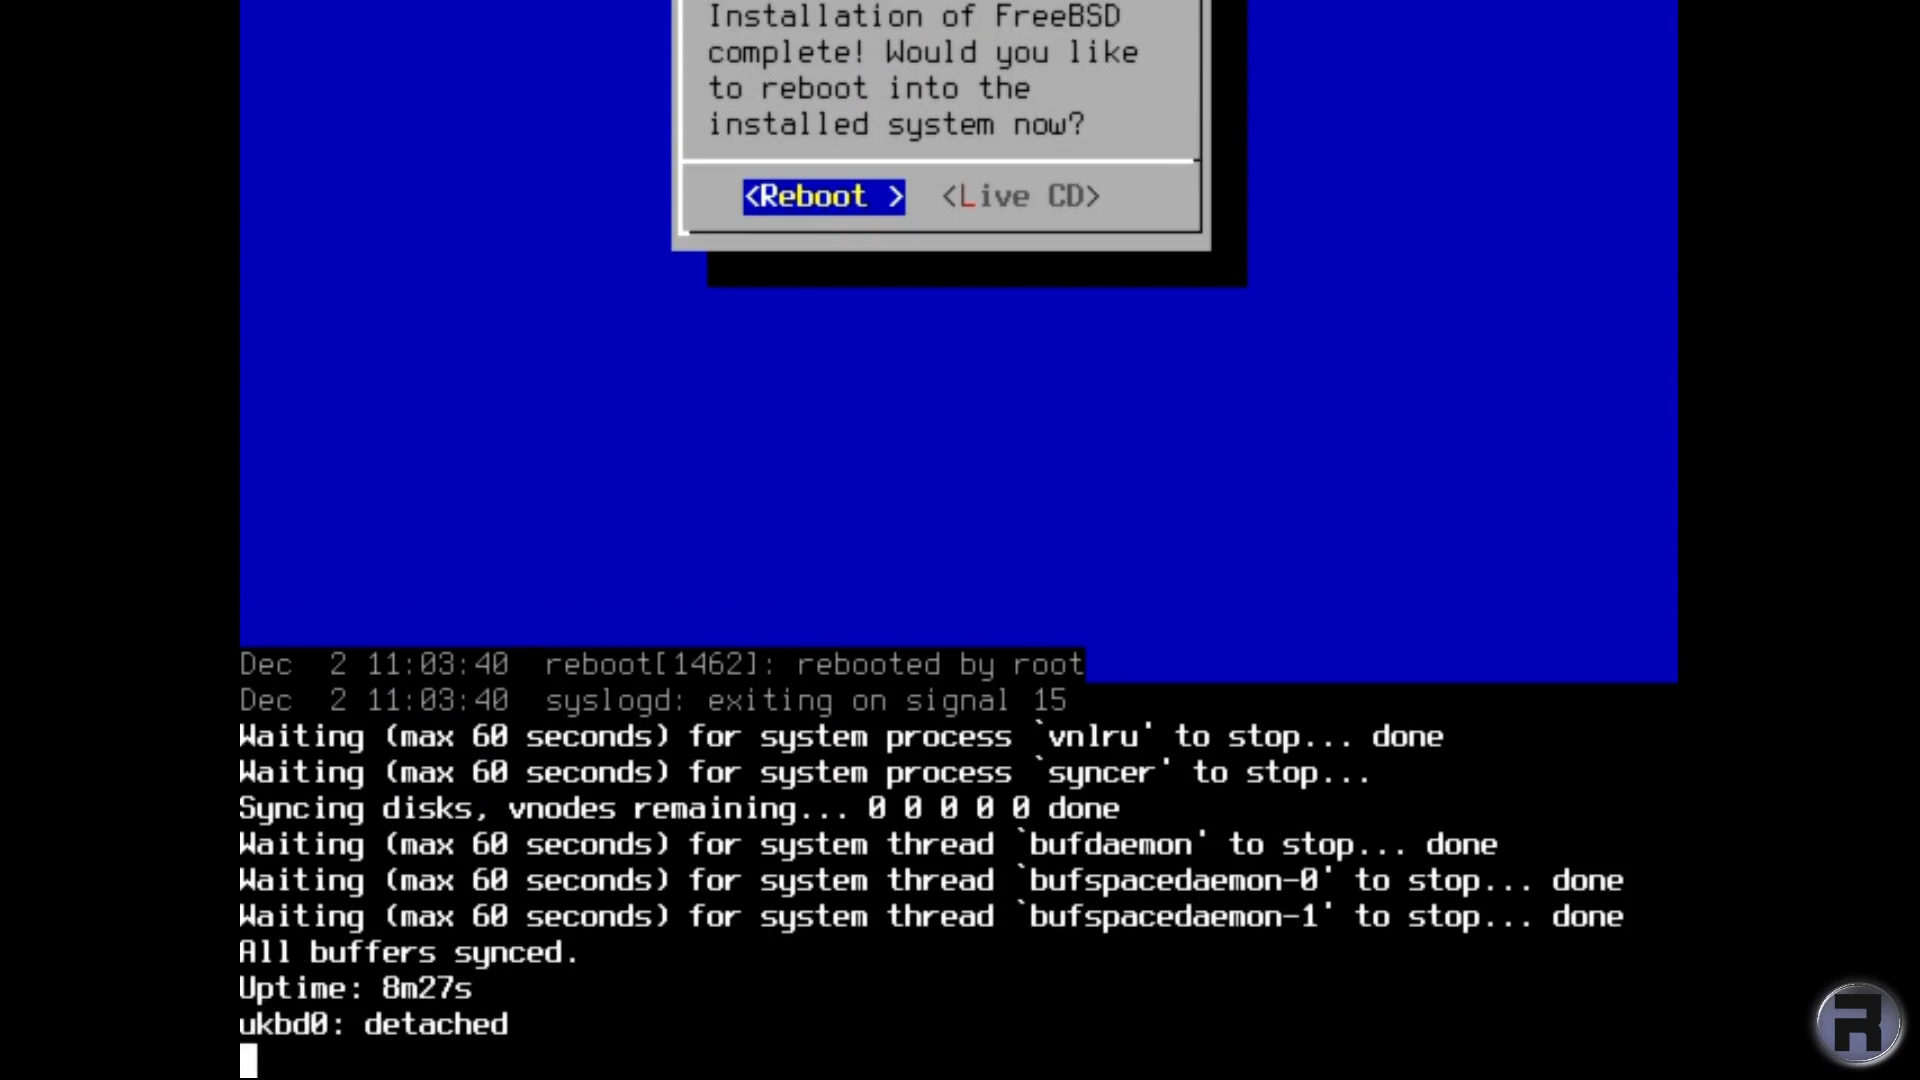 Installation of FreeBSD
complete! Would you like
to reboot into the
installed system now?
<Reboot > <Live CD>
Dec  2 11:03:40  reboot[1462]: rebooted by root
Dec  2 11:03:40  syslogd: exiting on signal 15
Waiting (max 60 seconds) for system process `vnlru' to stop... done
Waiting (max 60 seconds) for system process `syncer' to stop...
Syncing disks, vnodes remaining... 0 0 0 0 0 done
Waiting (max 60 seconds) for system thread `bufdaemon' to stop... done
Waiting (max 60 seconds) for system thread `bufspacedaemon-0' to stop... done
Waiting (max 60 seconds) for system thread `bufspacedaemon-1' to stop... done
All buffers synced.
Uptime: 8m27s
ukbd0: detached
R